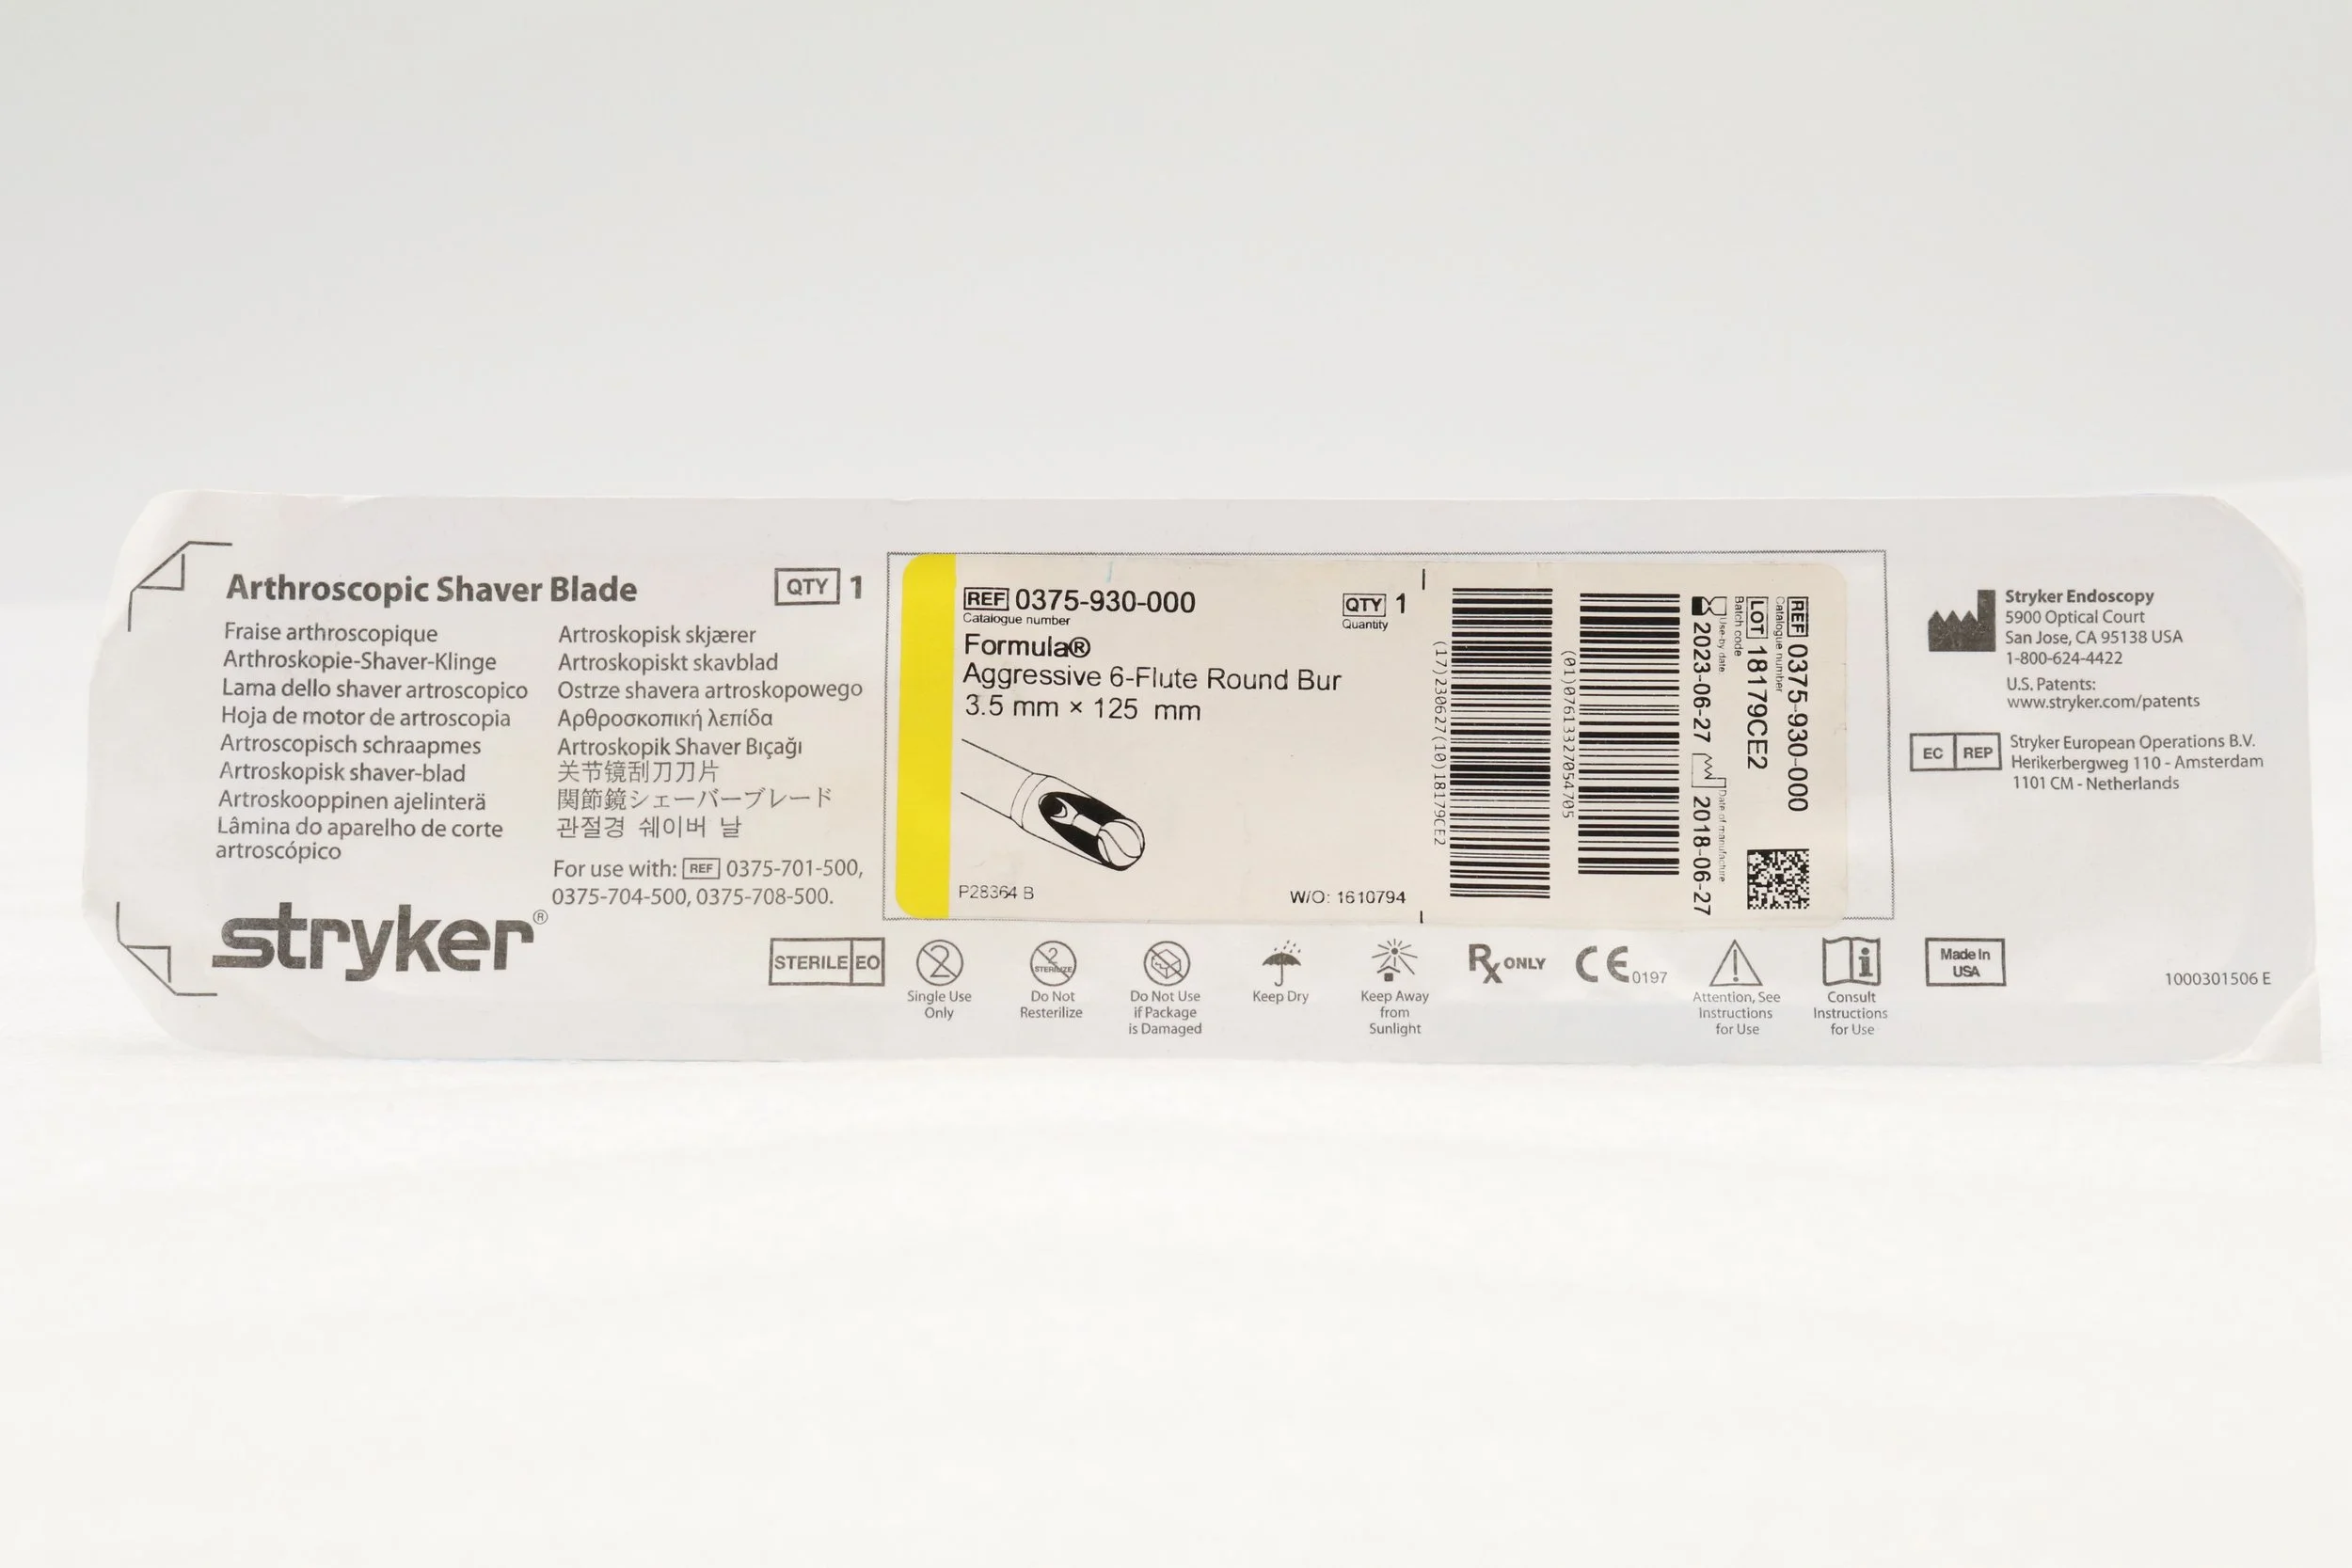 Arthroscopic Shaver Blade
QTY 1
Fraise arthroscopique
Arthroskopie-Shaver-Klinge
Lama dello shaver artroscopico
Hoja de motor de artroscopia
Artroscopisch schraapmes
Artroskopisk shaver-blad
Artroskooppinen ajelinterä
Lâmina do aparelho de corte
artroscópico
Artroskopisk skjærer
Artroskopiskt skavblad
Ostrze shavera artroskopowego
Αρθροσκοπική λεπίδα
Artroskopik Shaver Bıçağı
关节镜刮刀刀片
関節鏡シェーバーブレード
관절경 쉐이버 날
For use with: REF 0375-701-500,
0375-704-500, 0375-708-500.
stryker®
REF 0375-930-000
Catalogue number
QTY 1
Quantity
Formula®
Aggressive 6-Flute Round Bur
3.5 mm × 125 mm
P28364 B
W/O: 1610794
(17)230627(10)18179CE2
(01)07613327054705
REF 0375-930-000
Catalogue number
LOT 18179CE2
Batch code
2023-06-27
Use-by date
2018-06-27
Date of manufacture
Stryker Endoscopy
5900 Optical Court
San Jose, CA 95138 USA
1-800-624-4422
U.S. Patents:
www.stryker.com/patents
EC REP
Stryker European Operations B.V.
Herikerbergweg 110 - Amsterdam
1101 CM - Netherlands
STERILE EO
2
Single Use
Only
2
STERILIZE
Do Not
Resterilize
Do Not Use
if Package
is Damaged
Keep Dry
Keep Away
from
Sunlight
Rx ONLY
CE 0197
!
Attention, See
Instructions
for Use
i
Consult
Instructions
for Use
Made In
USA
1000301506 E